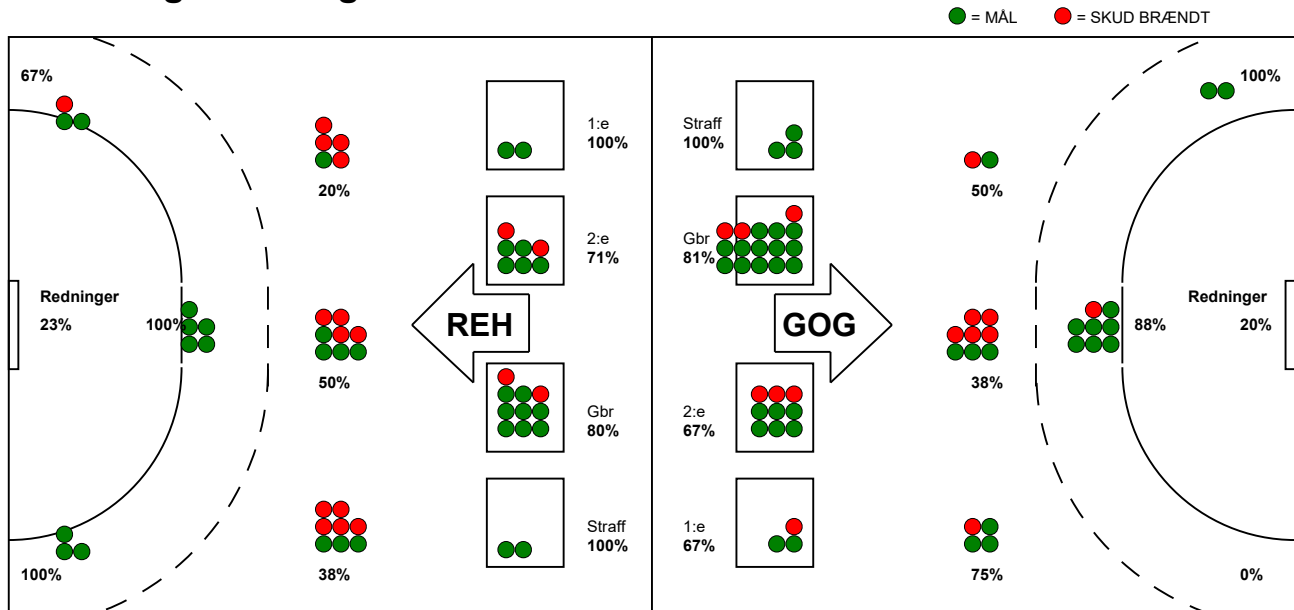 = MÅL
= SKUD BRÆNDT
67%
20%
1:e
100%
2:e
71%
Redninger
23%
100%
50%
REH
Gbr
80%
100%
38%
Straff
100%
Straff
100%
50%
100%
Gbr
81%
GOG
38%
88%
Redninger
20%
2:e
67%
1:e
67%
75%
0%